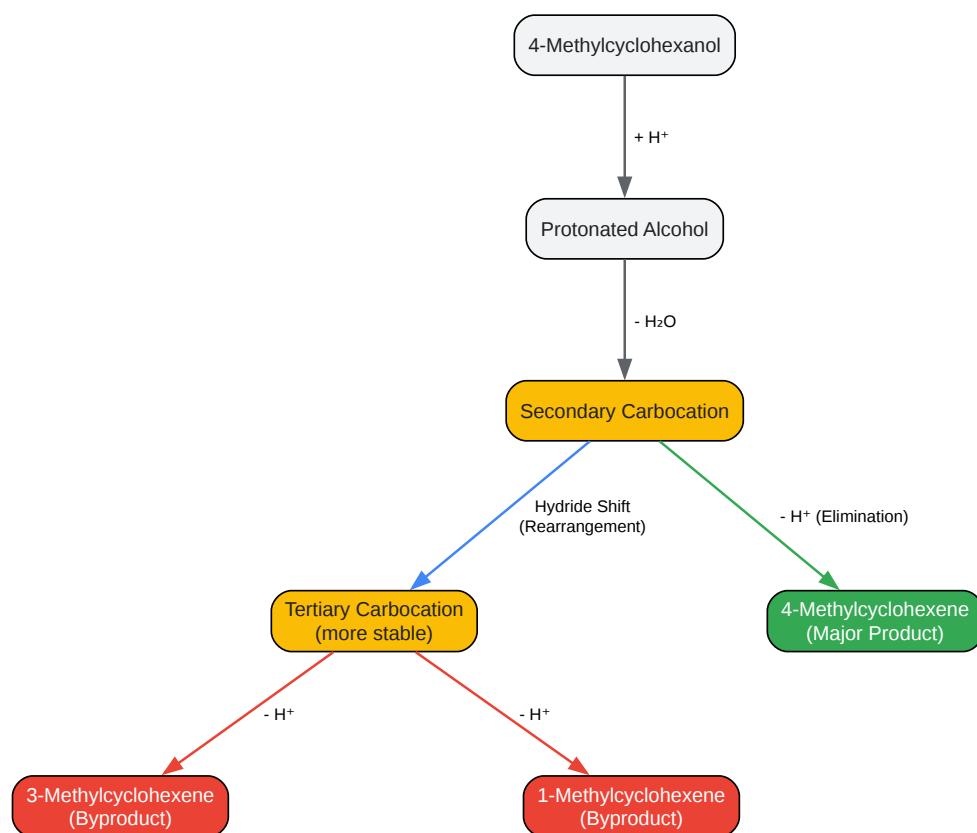 4-Methylcyclohexanol
+ H⁺
Protonated Alcohol
- H₂O
Secondary Carbocation
Hydride Shift
(Rearrangement)
- H⁺ (Elimination)
Tertiary Carbocation
(more stable)
4-Methylcyclohexene
(Major Product)
- H⁺
- H⁺
3-Methylcyclohexene
(Byproduct)
1-Methylcyclohexene
(Byproduct)